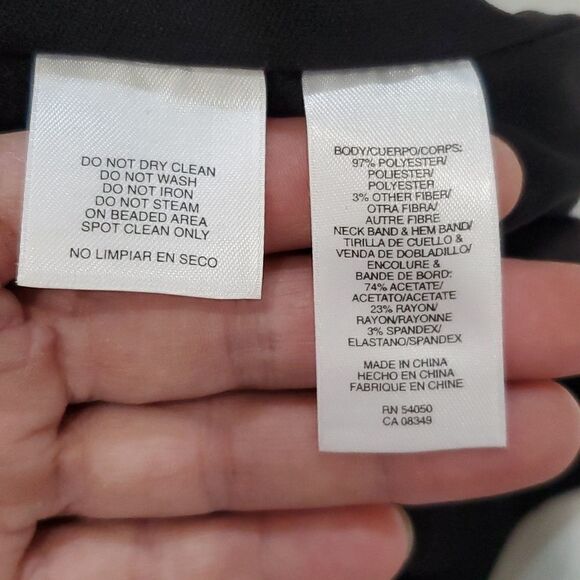 DO NOT DRY CLEAN
DO NOT WASH
DO NOT IRON
DO NOT STEAM
ON BEADED AREA
SPOT CLEAN ONLY
NO LIMPIAR EN SECO
BODY/CUERPO/CORPS:
97% POLYESTER/
POLIESTER/
POLYESTER
3% OTHER FIBER/
OTRA FIBRA/
AUTRE FIBRE
NECK BAND & HEM BAND/
TIRILLA DE CUELLO &
VENDA DE DOBLADILLO/
ENCOLURE &
BANDE DE BORD:
74% ACETATE/
ACETATO/ACETATE
23% RAYON/
RAYON/RAYONNE
3% SPANDEX/
ELASTANO/SPANDEX
MADE IN CHINA
HECHO EN CHINA
FABRIQUE EN CHINE
RN 54050
CA 08349